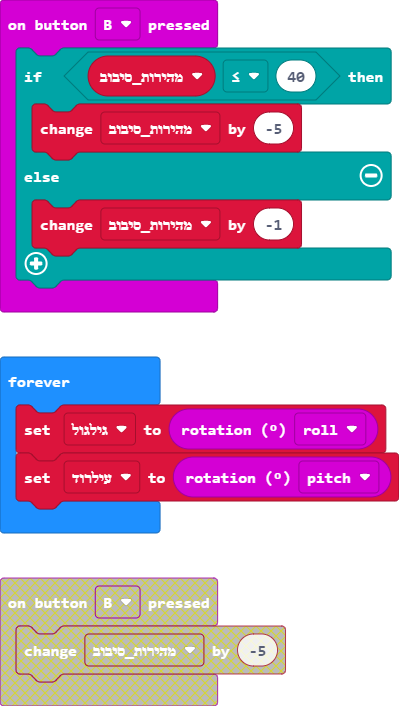 on button B pressed
if מהירות_סיבוב ≤ 40 then
change מהירות_סיבוב by -5
else
change מהירות_סיבוב by -1
forever
set גילגול to rotation (º) roll
set עילרוד to rotation (º) pitch
on button B pressed
change מהירות_סיבוב by -5